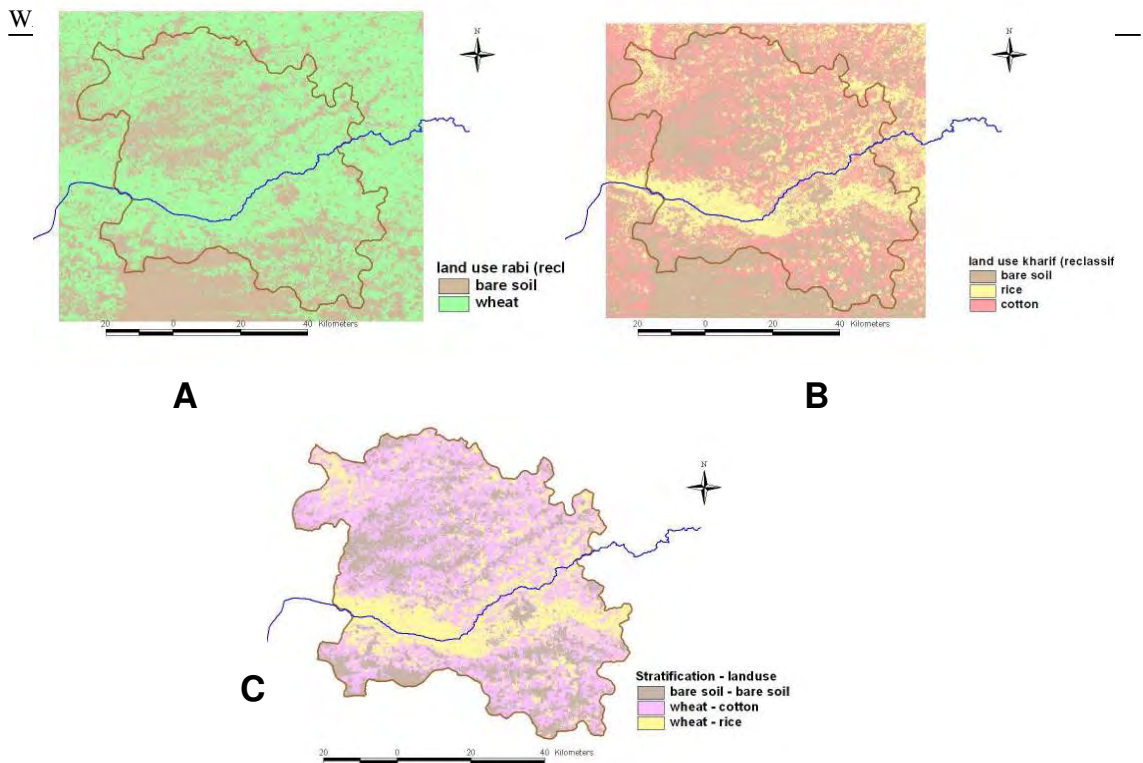 W.
N
land use rabi (recl
bare soil
wheat
20 0 20 40 Kilometers
A
N
land use kharif (reclassif
bare soil
rice
cotton
20 0 20 40 Kilometers
B
N
Stratification - landuse
bare soil - bare soil
wheat - cotton
wheat - rice
20 0 20 40 Kilometers
C